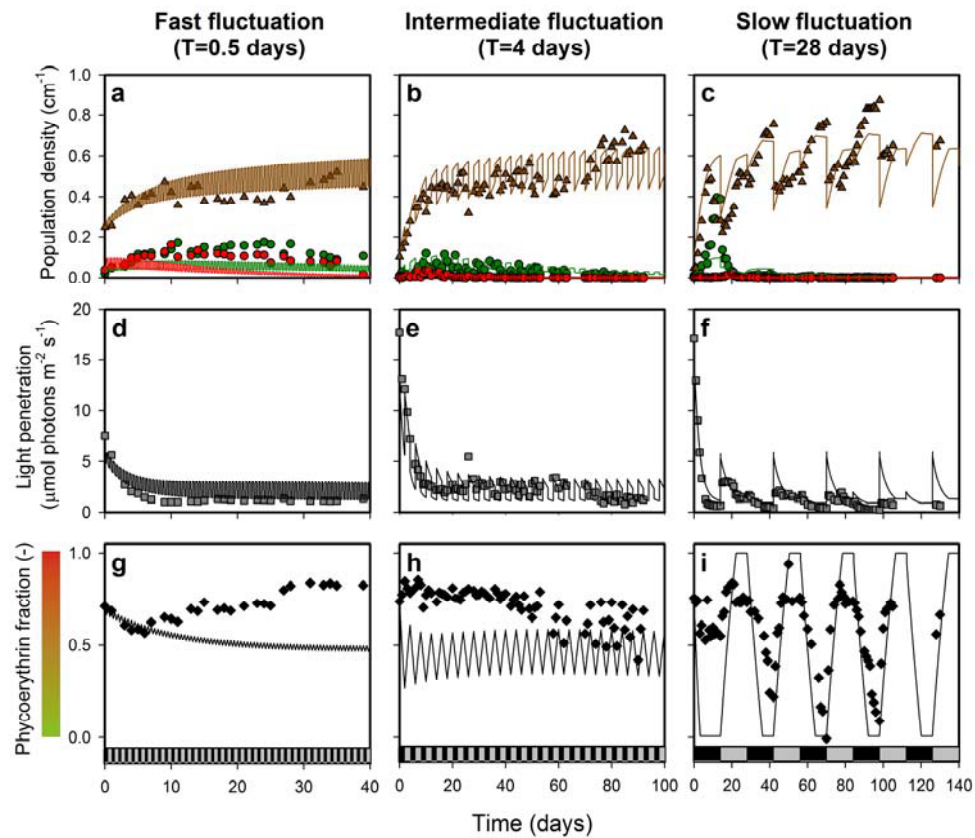 Fast fluctuation Intermediate fluctuation Slow fluctuation
(T=0.5 days) (T=4 days) (T=28 days)
Population density (cm⁻¹)
1.0
0.8
0.6
0.4
0.2
0.0
a b c
Light penetration
(μmol photons m⁻² s⁻¹)
20
15
10
5
0
d e f
Phycoerythrin fraction (-)
1.0
0.5
0.0
g h i
0 10 20 30 40 0 20 40 60 80 100 0 20 40 60 80 100 120 140
Time (days)